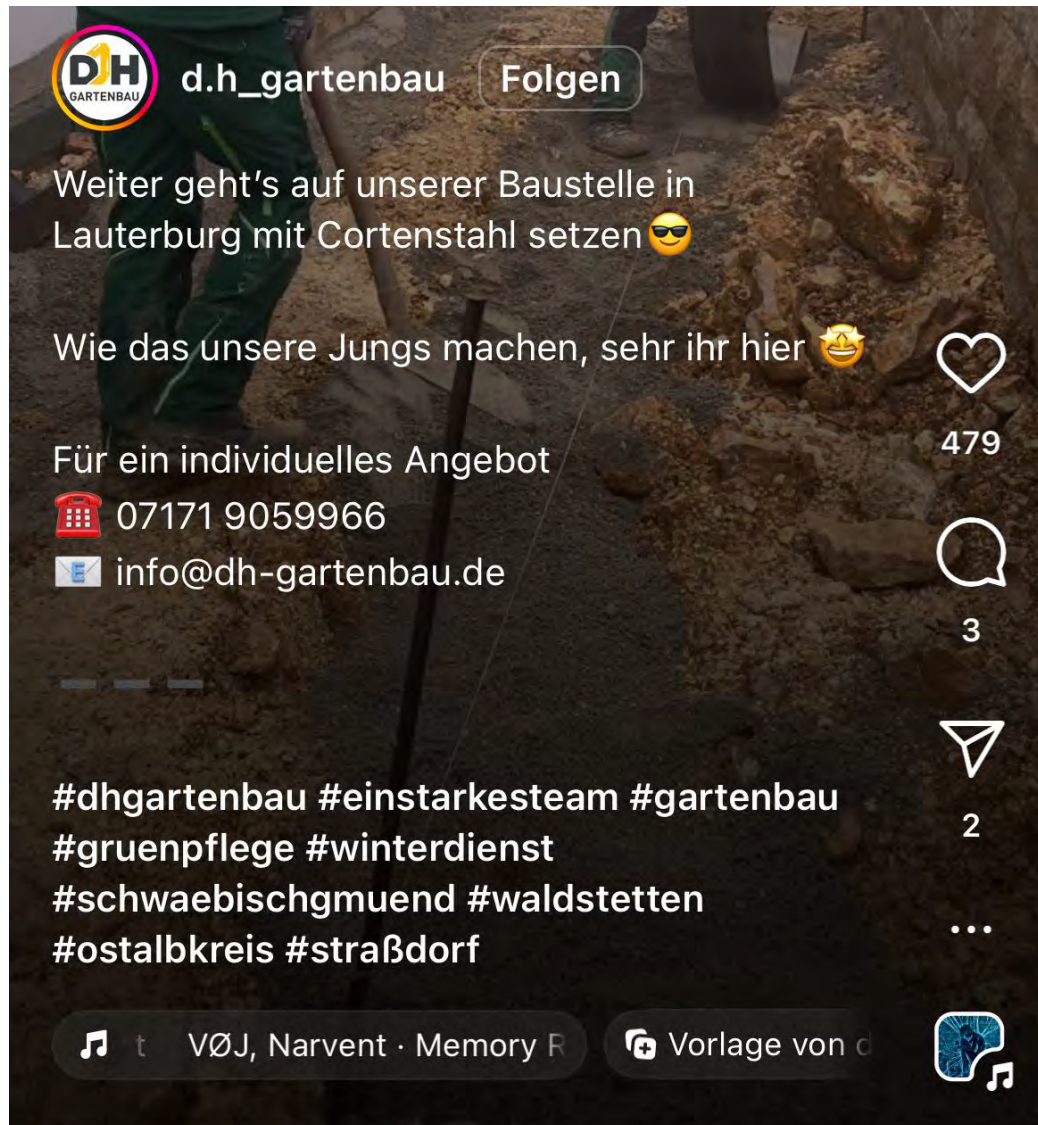 DH
GARTENBAU
d.h_gartenbau
Folgen
Weiter geht's auf unserer Baustelle in
Lauterburg mit Cortenstahl setzen😎
Wie das unsere Jungs machen, sehr ihr hier 🤩
Für ein individuelles Angebot
☎️ 07171 9059966
📧 info@dh-gartenbau.de
479
3
2
#dhgartenbau #einstarkesteam #gartenbau
#gruenpflege #winterdienst
#schwaebischgmuend #waldstetten
#ostalbkreis #straßdorf
t VØJ, Narvent · Memory R
Vorlage von d